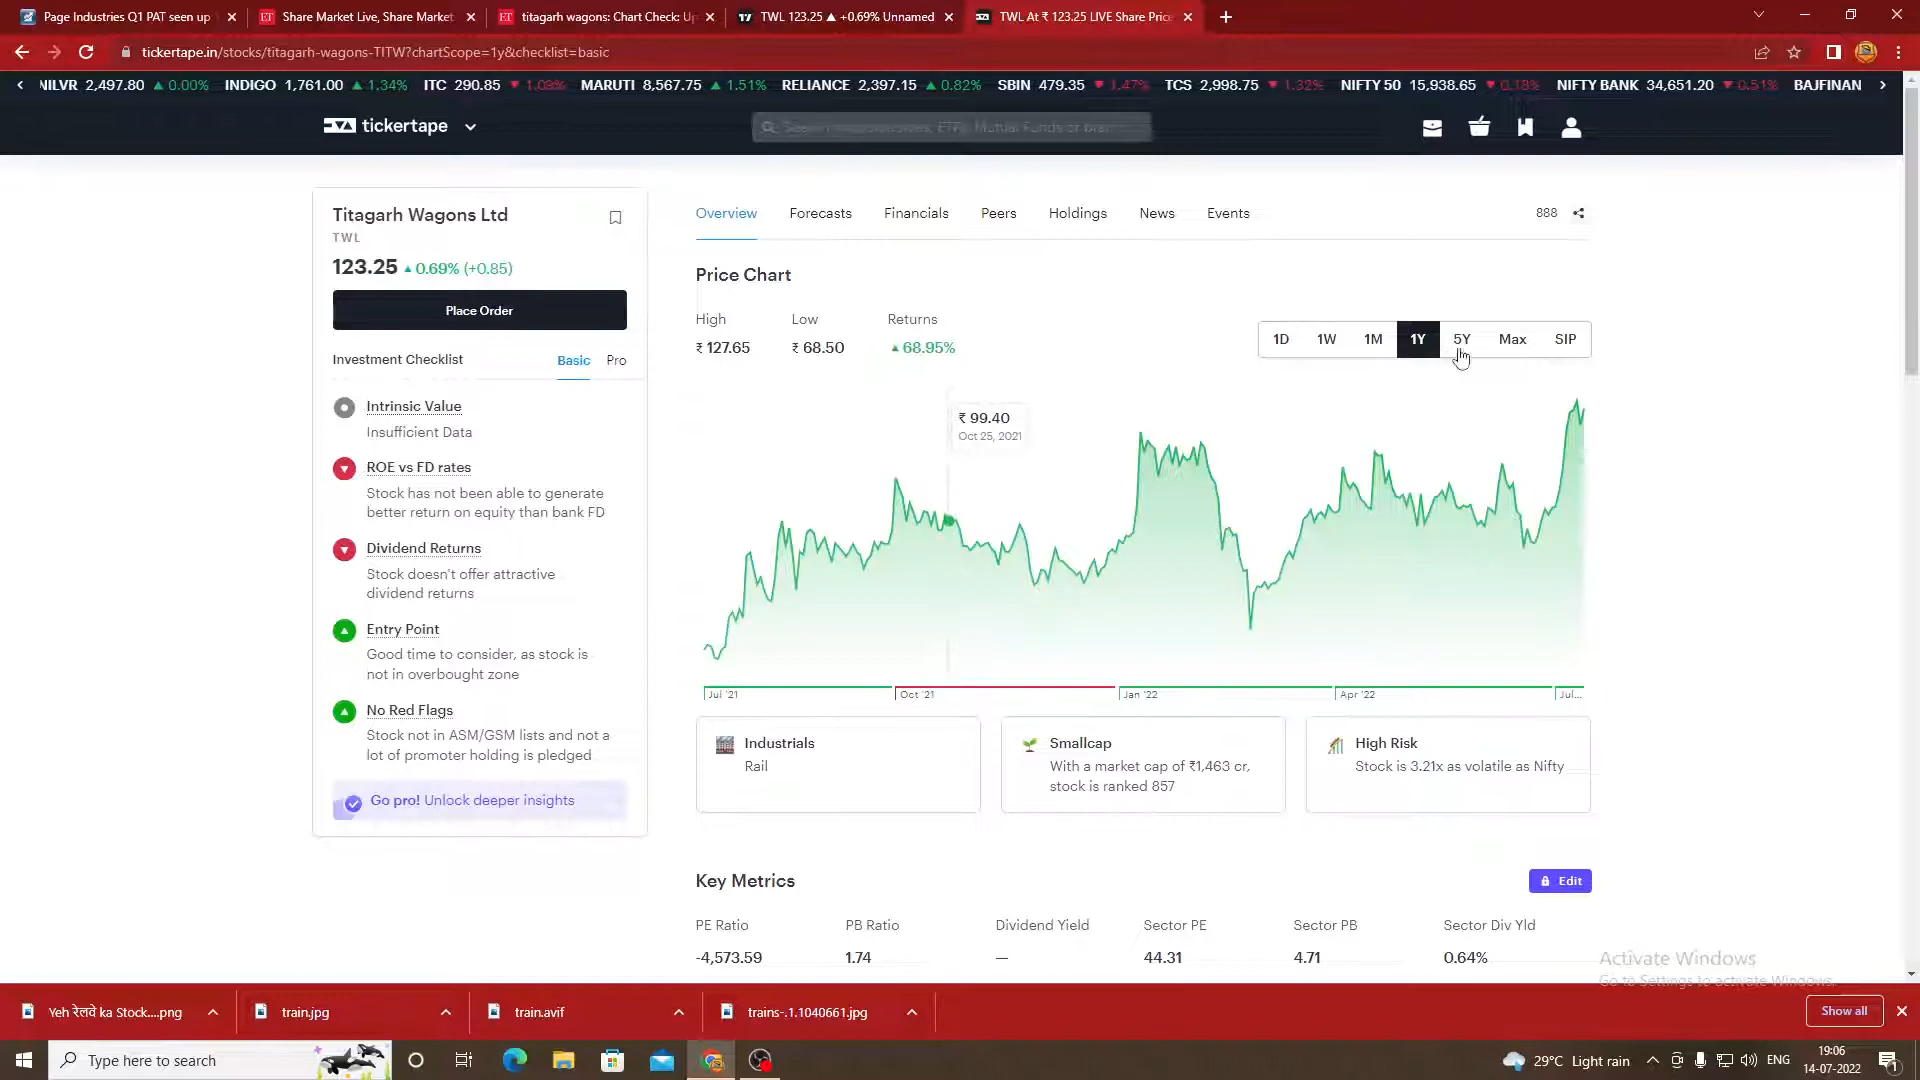 Page Industries Q1 PAT seen up
Share Market Live, Share Market
titagarh wagons: Chart Check: Up
TWL 123.25 ▲ +0.69% Unnamed
TWL At ₹ 123.25 LIVE Share Price
tickertape.in/stocks/titagarh-wagons-TITW?chartScope=1y&checklist=basic
NILVR 2,497.80 ▲ 0.00% INDIGO 1,761.00 ▲ 1.34% ITC 290.85 ▼ 1.09% MARUTI 8,567.75 ▲ 1.51% RELIANCE 2,397.15 ▲ 0.82% SBIN 479.35 ▼ 1.47% TCS 2,998.75 ▼ 1.32% NIFTY 50 15,938.65 ▼ 0.18% NIFTY BANK 34,651.20 ▼ 0.51% BAJFINAN
tickertape
Titagarh Wagons Ltd
TWL
123.25 ▲ 0.69% (+0.85)
Place Order
Investment Checklist Basic Pro
Intrinsic Value
Insufficient Data
ROE vs FD rates
Stock has not been able to generate
better return on equity than bank FD
Dividend Returns
Stock doesn't offer attractive
dividend returns
Entry Point
Good time to consider, as stock is
not in overbought zone
No Red Flags
Stock not in ASM/GSM lists and not a
lot of promoter holding is pledged
Go pro! Unlock deeper insights
Overview Forecasts Financials Peers Holdings News Events 888
Price Chart
High Low Returns
₹ 127.65 ₹ 68.50 ▲ 68.95%
1D 1W 1M 1Y 5Y Max SIP
₹ 99.40
Oct 25, 2021
Jul '21 Oct '21 Jan '22 Apr '22 Jul...
Industrials
Rail
Smallcap
With a market cap of ₹1,463 cr,
stock is ranked 857
High Risk
Stock is 3.21x as volatile as Nifty
Key Metrics
Edit
PE Ratio PB Ratio Dividend Yield Sector PE Sector PB Sector Div Yld
-4,573.59 1.74 — 44.31 4.71 0.64%
Activate Windows
Go to Settings to activate Windows.
Yeh रेलवे ka Stock....png
train.jpg
train.avif
trains-.1.1040661.jpg
Show all
Type here to search
29°C Light rain
ENG
19:06
14-07-2022
1